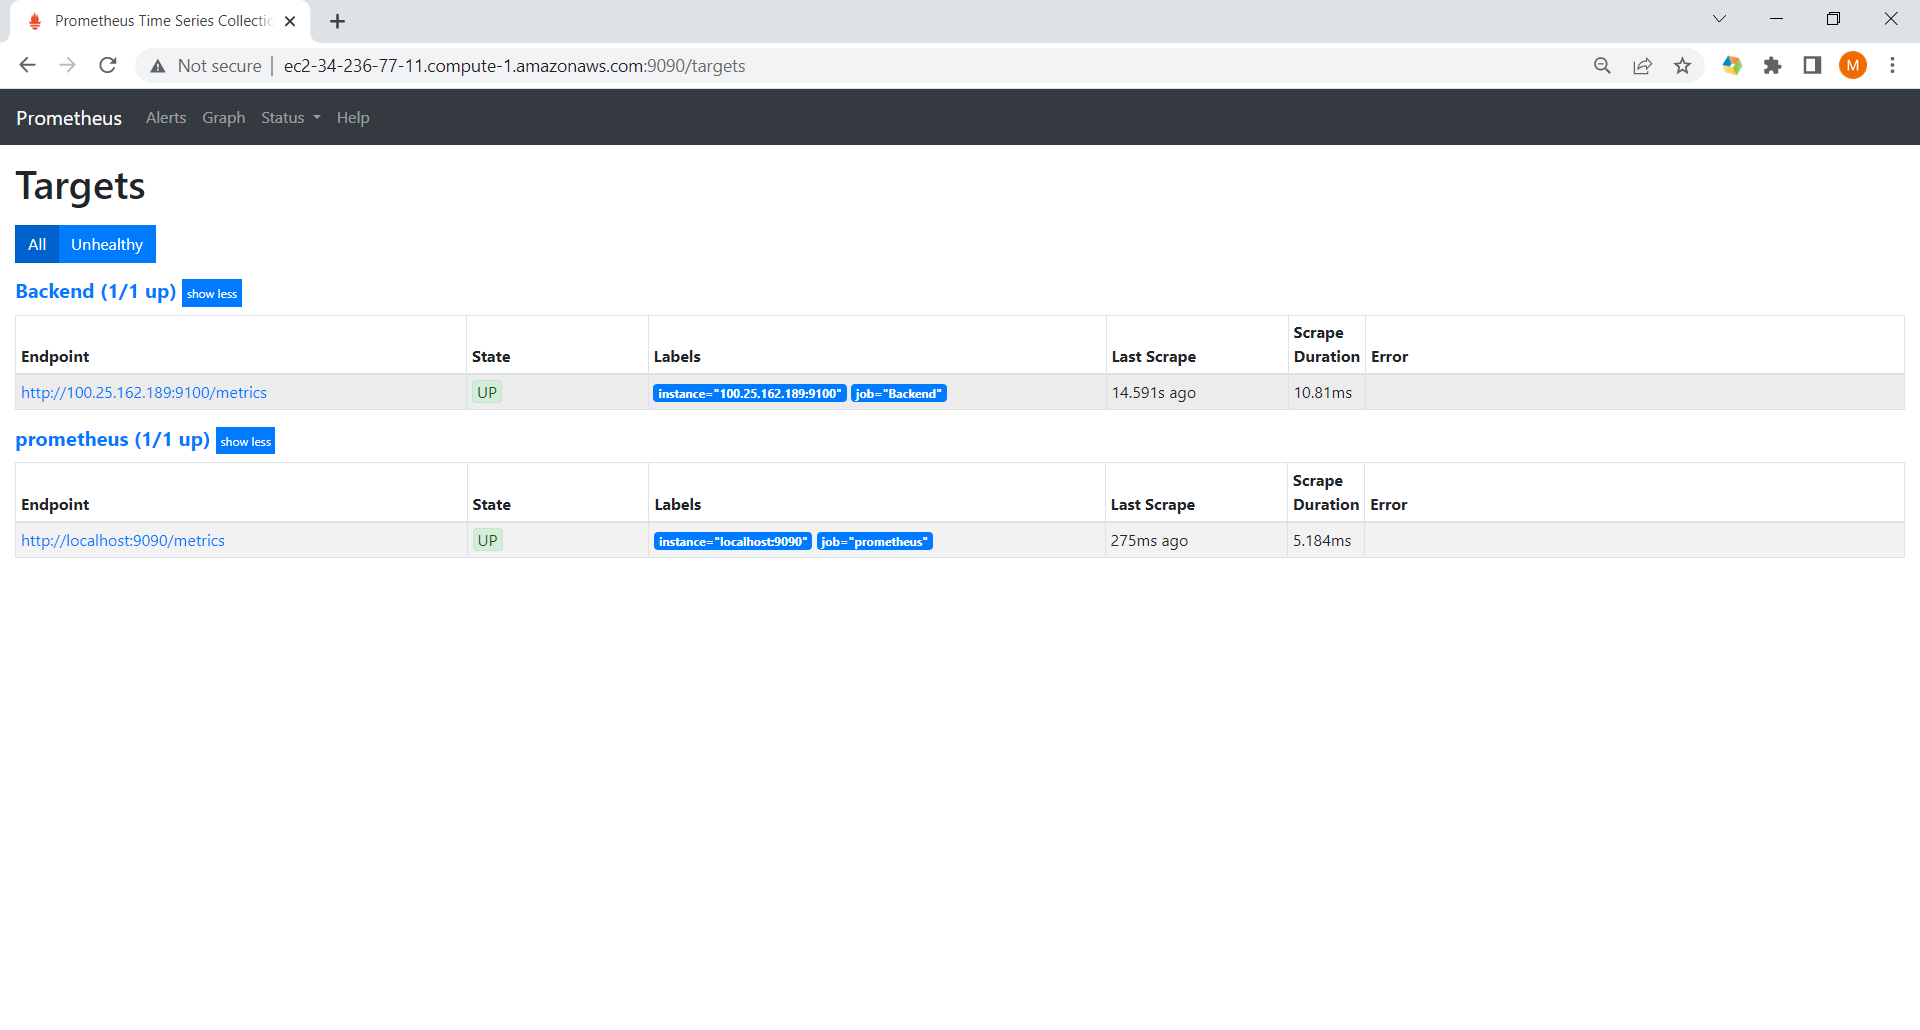 Prometheus Time Series Collectio
Not secure
ec2-34-236-77-11.compute-1.amazonaws.com:9090/targets
M
Prometheus Alerts Graph Status Help
Targets
All Unhealthy
Backend (1/1 up) show less
Endpoint State Labels Last Scrape Scrape Duration Error
http://100.25.162.189:9100/metrics UP instance="100.25.162.189:9100" job="Backend" 14.591s ago 10.81ms
prometheus (1/1 up) show less
Endpoint State Labels Last Scrape Scrape Duration Error
http://localhost:9090/metrics UP instance="localhost:9090" job="prometheus" 275ms ago 5.184ms